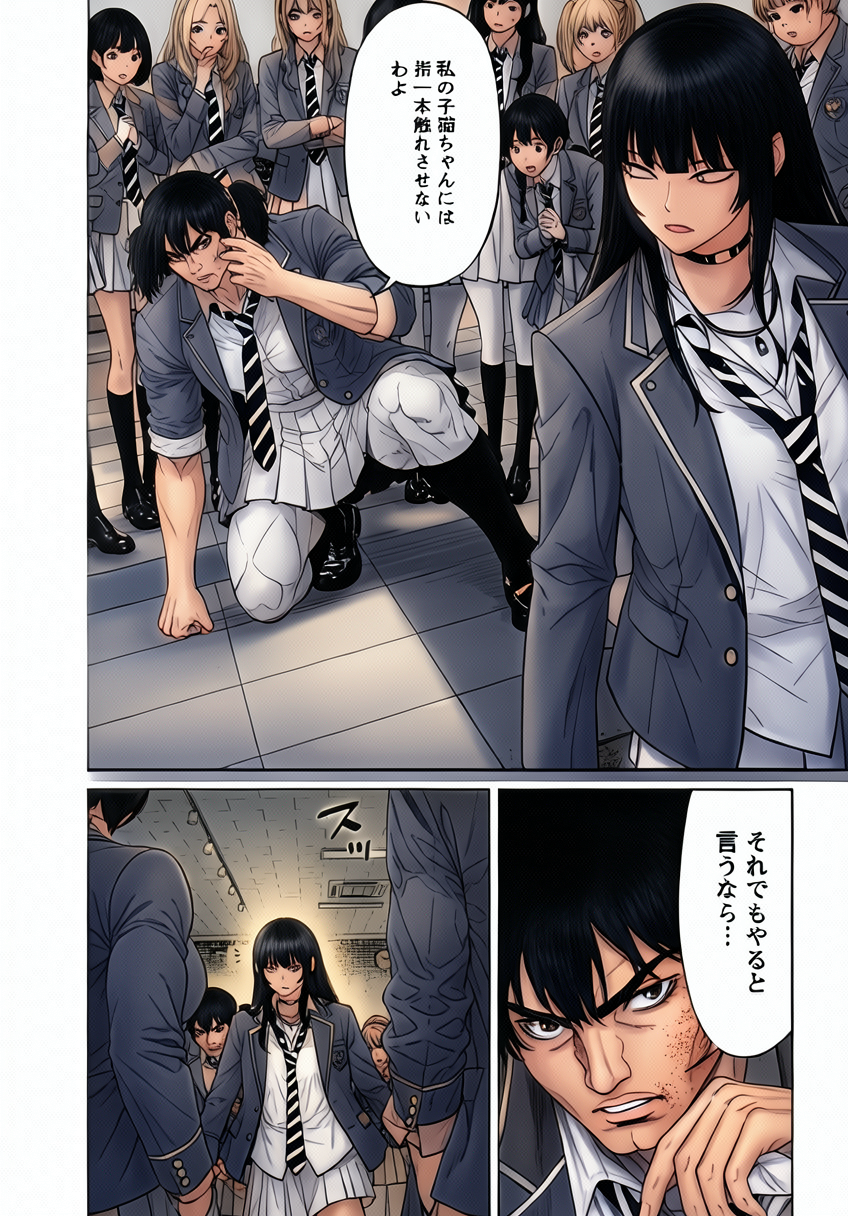 私の子猫ちゃんには
指一本触れさせない
わよ
それでもやると
言うなら…
スッ